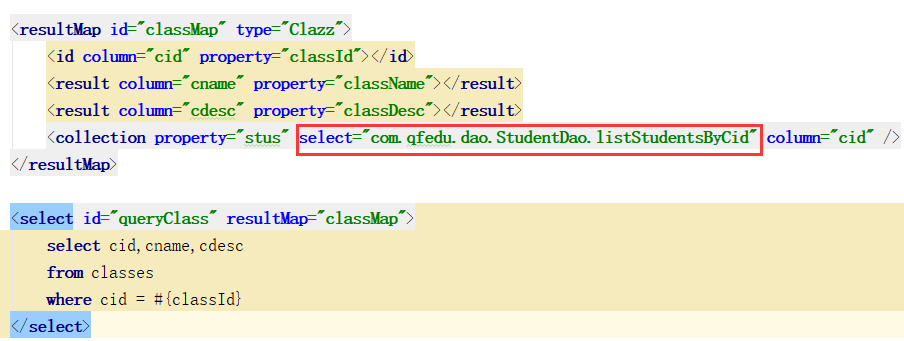 <resultMap id="classMap" type="Clazz">
<id column="cid" property="classId"></id>
<result column="cname" property="className"></result>
<result column="cdesc" property="classDesc"></result>
<collection property="stus" select="com.qfedu.dao.StudentDao.listStudentsByCid" column="cid" />
</resultMap>
<select id="queryClass" resultMap="classMap">
select cid,cname,cdesc
from classes
where cid = #{classId}
</select>